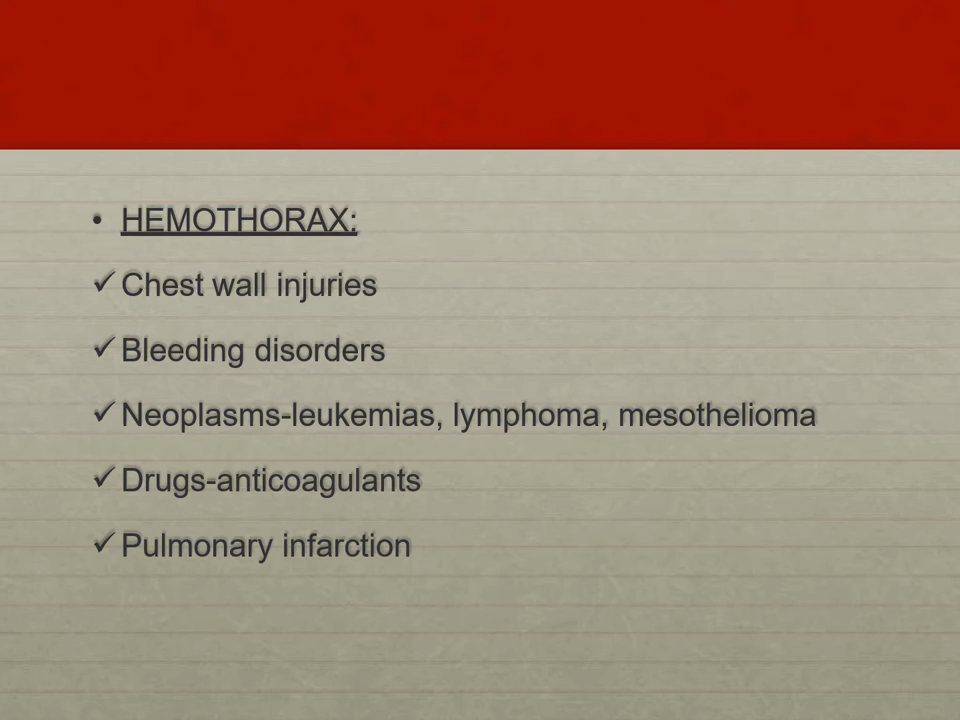 • HEMOTHORAX:
✓ Chest wall injuries
✓ Bleeding disorders
✓ Neoplasms-leukemias, lymphoma, mesothelioma
✓ Drugs-anticoagulants
✓ Pulmonary infarction